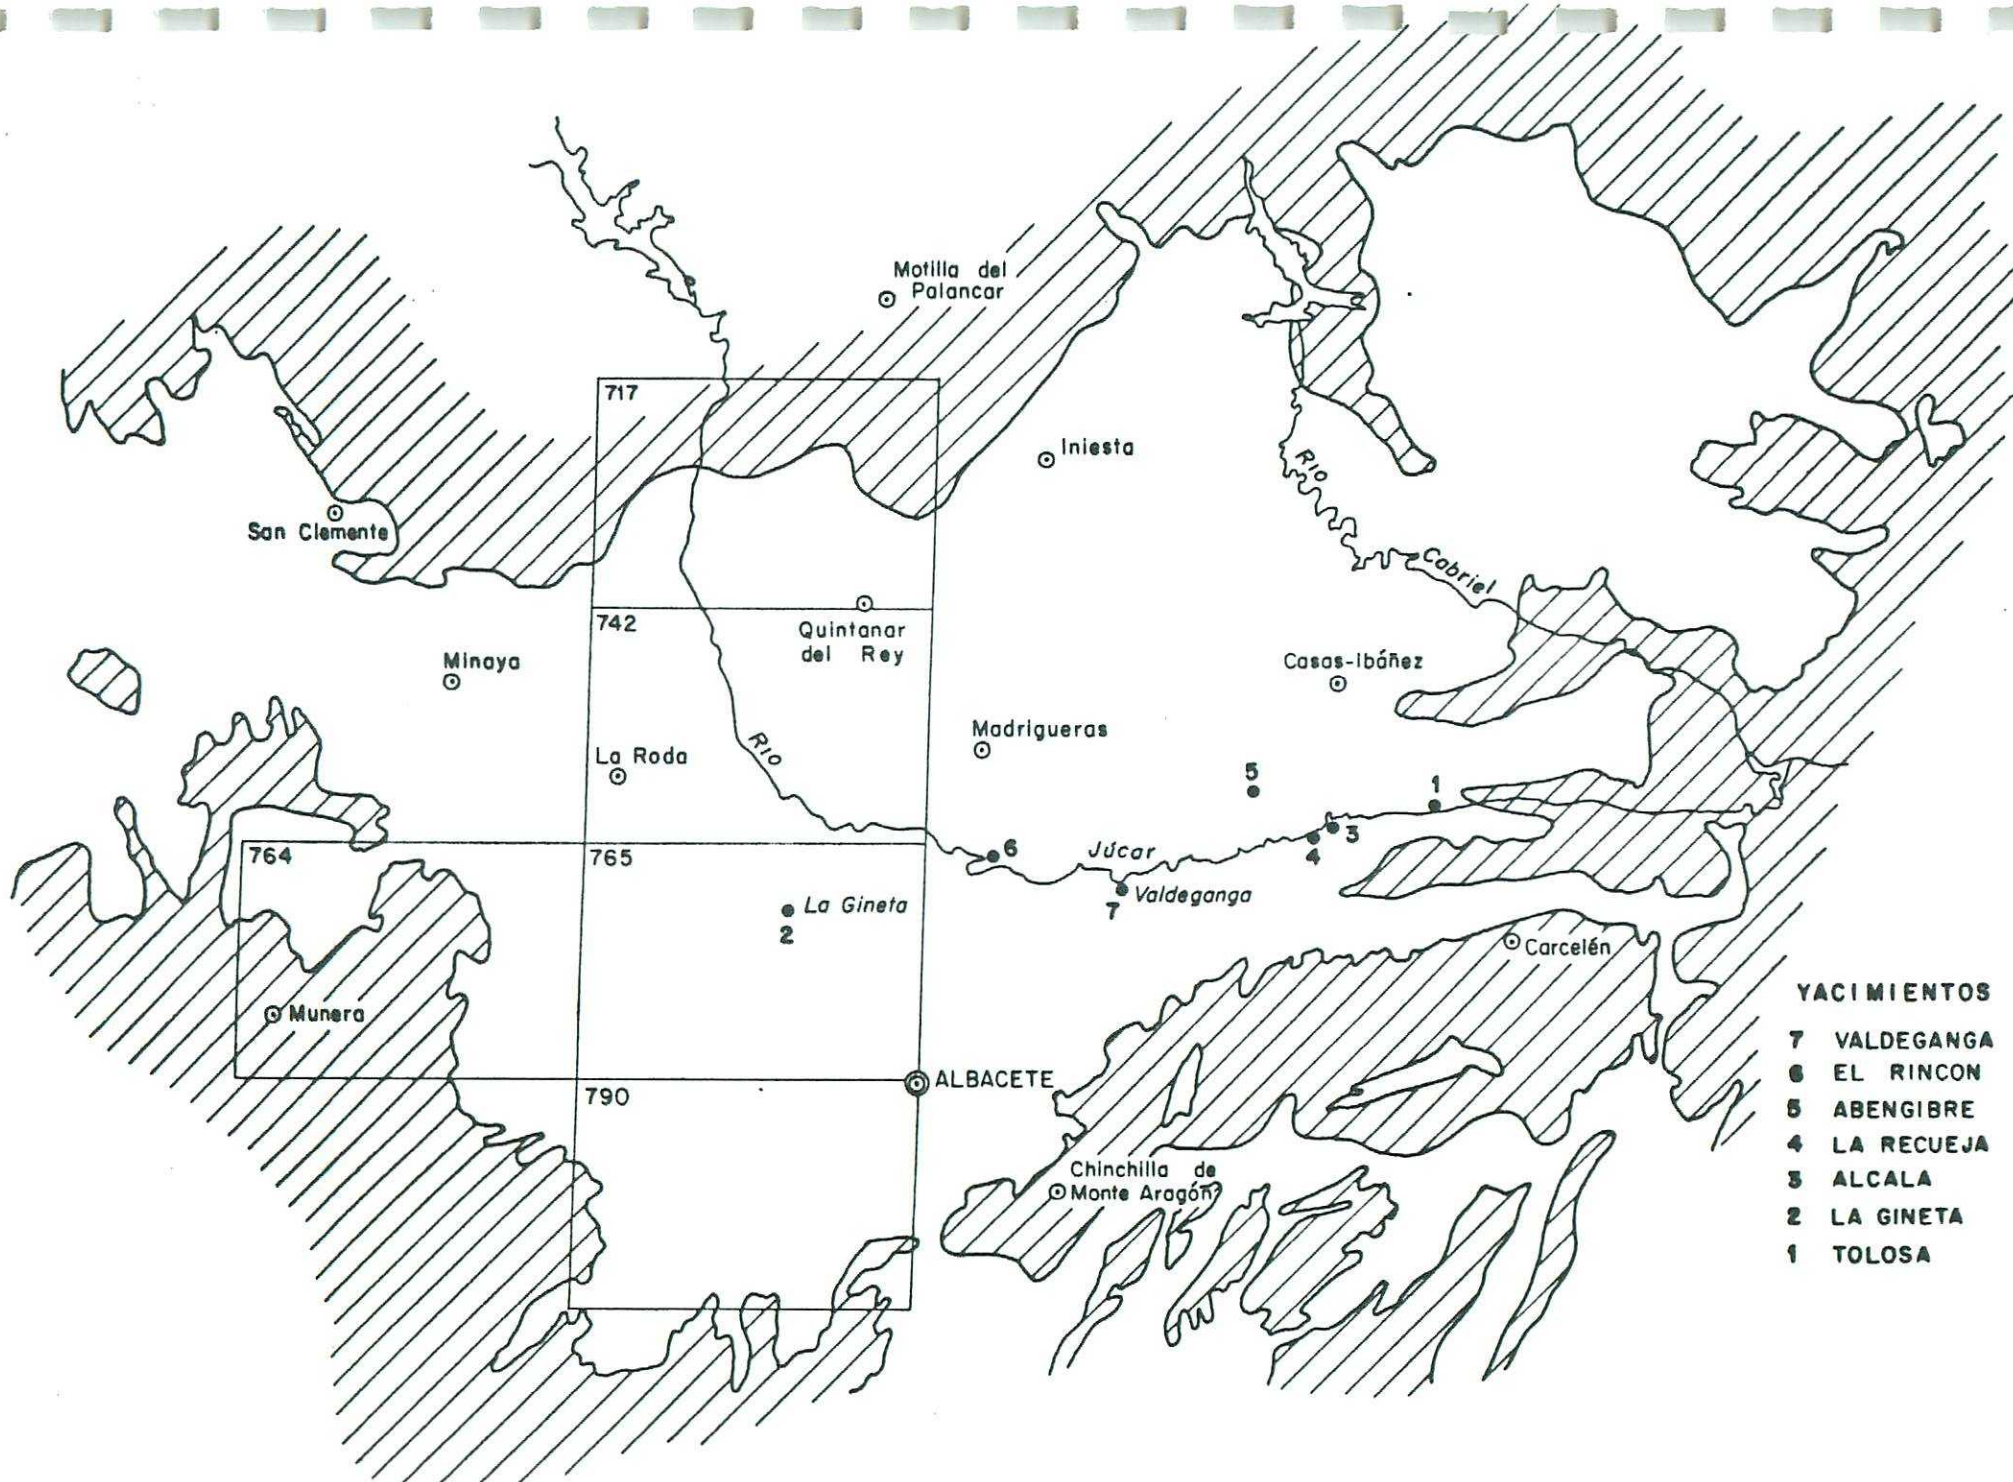 Motilla del
Palancar
717
Iniesta
RIO
San Clemente
Cabriel
742
Quintanar
del Rey
Minaya
Casas-Ibáñez
Madrigueras
La Roda
RIO
5
1
764
765
6
Júcar
4
3
La Gineta
2
Valdeganga
7
Carcelén
Munera
ALBACETE
790
Chinchilla de
Monte Aragón
YACIMIENTOS
7 VALDEGANGA
6 EL RINCON
5 ABENGIBRE
4 LA RECUEJA
3 ALCALA
2 LA GINETA
1 TOLOSA